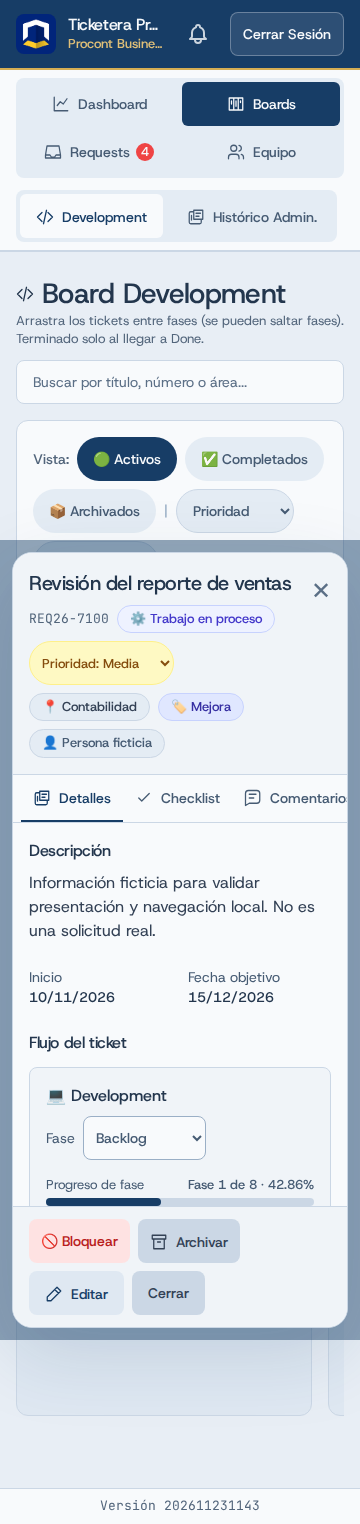 Ticketera Pr...
Procont Busine...
Cerrar Sesión
Dashboard
Boards
Requests 4
Equipo
Development
Histórico Admin.
Board Development
Arrastra los tickets entre fases (se pueden saltar fases).
Terminado solo al llegar a Done.
Buscar por título, número o área...
Vista: Activos Completados
Archivados | Prioridad
Revisión del reporte de ventas
REQ26-7100 Trabajo en proceso
Prioridad: Media
Contabilidad Mejora
Persona ficticia
Detalles Checklist Comentario
Descripción
Información ficticia para validar
presentación y navegación local. No es
una solicitud real.
Inicio Fecha objetivo
10/11/2026 15/12/2026
Flujo del ticket
Development
Fase Backlog
Progreso de fase Fase 1 de 8 · 42.86%
Bloquear Archivar
Editar Cerrar
Versión 202611231143